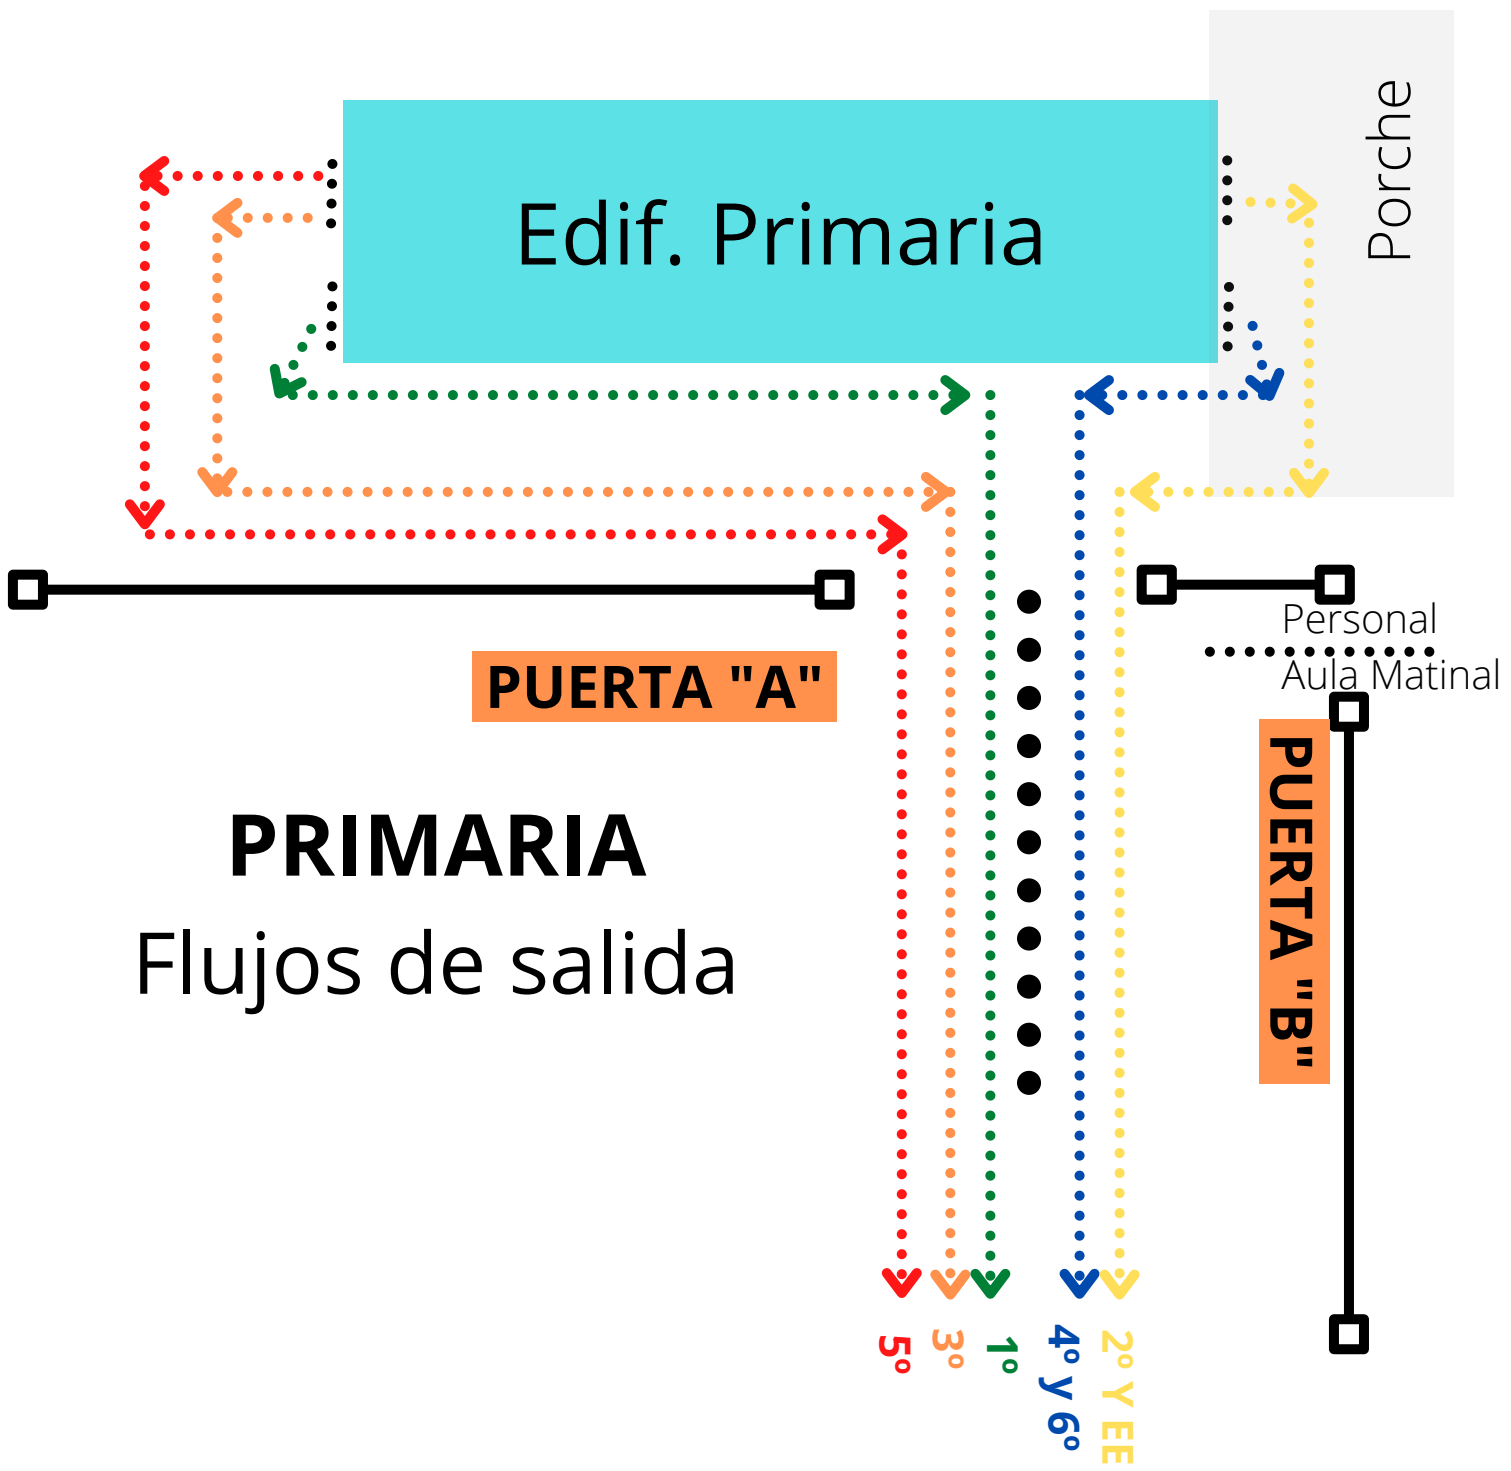 Porche
Edif. Primaria
Personal
Aula Matinal
PUERTA "A"
PUERTA "B"
PRIMARIA
Flujos de salida
5º
3º
1º
4º y 6º
2º Y EE